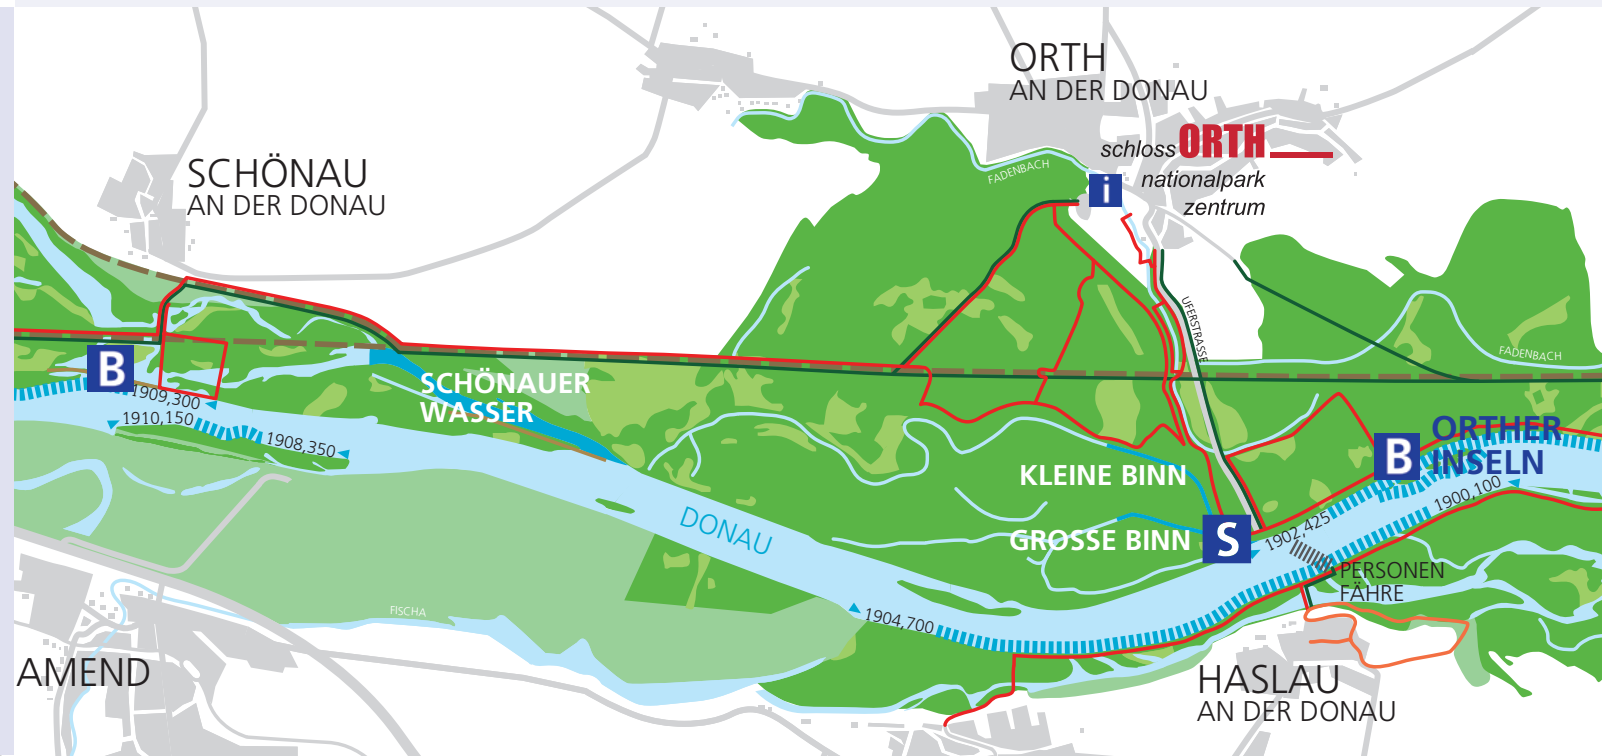 ORTH
AN DER DONAU
schloss ORTH
nationalpark
zentrum
FADENBACH
i
SCHÖNAU
AN DER DONAU
UFERSTRASSE
FADENBACH
B
1909,300
1910,150
1908,350
SCHÖNAUER
WASSER
B
ORTHER
INSELN
KLEINE BINN
1900,100
DONAU
GROSSE BINN
S
1902,425
PERSONEN
FÄHRE
FISCHA
1904,700
AMEND
HASLAU
AN DER DONAU